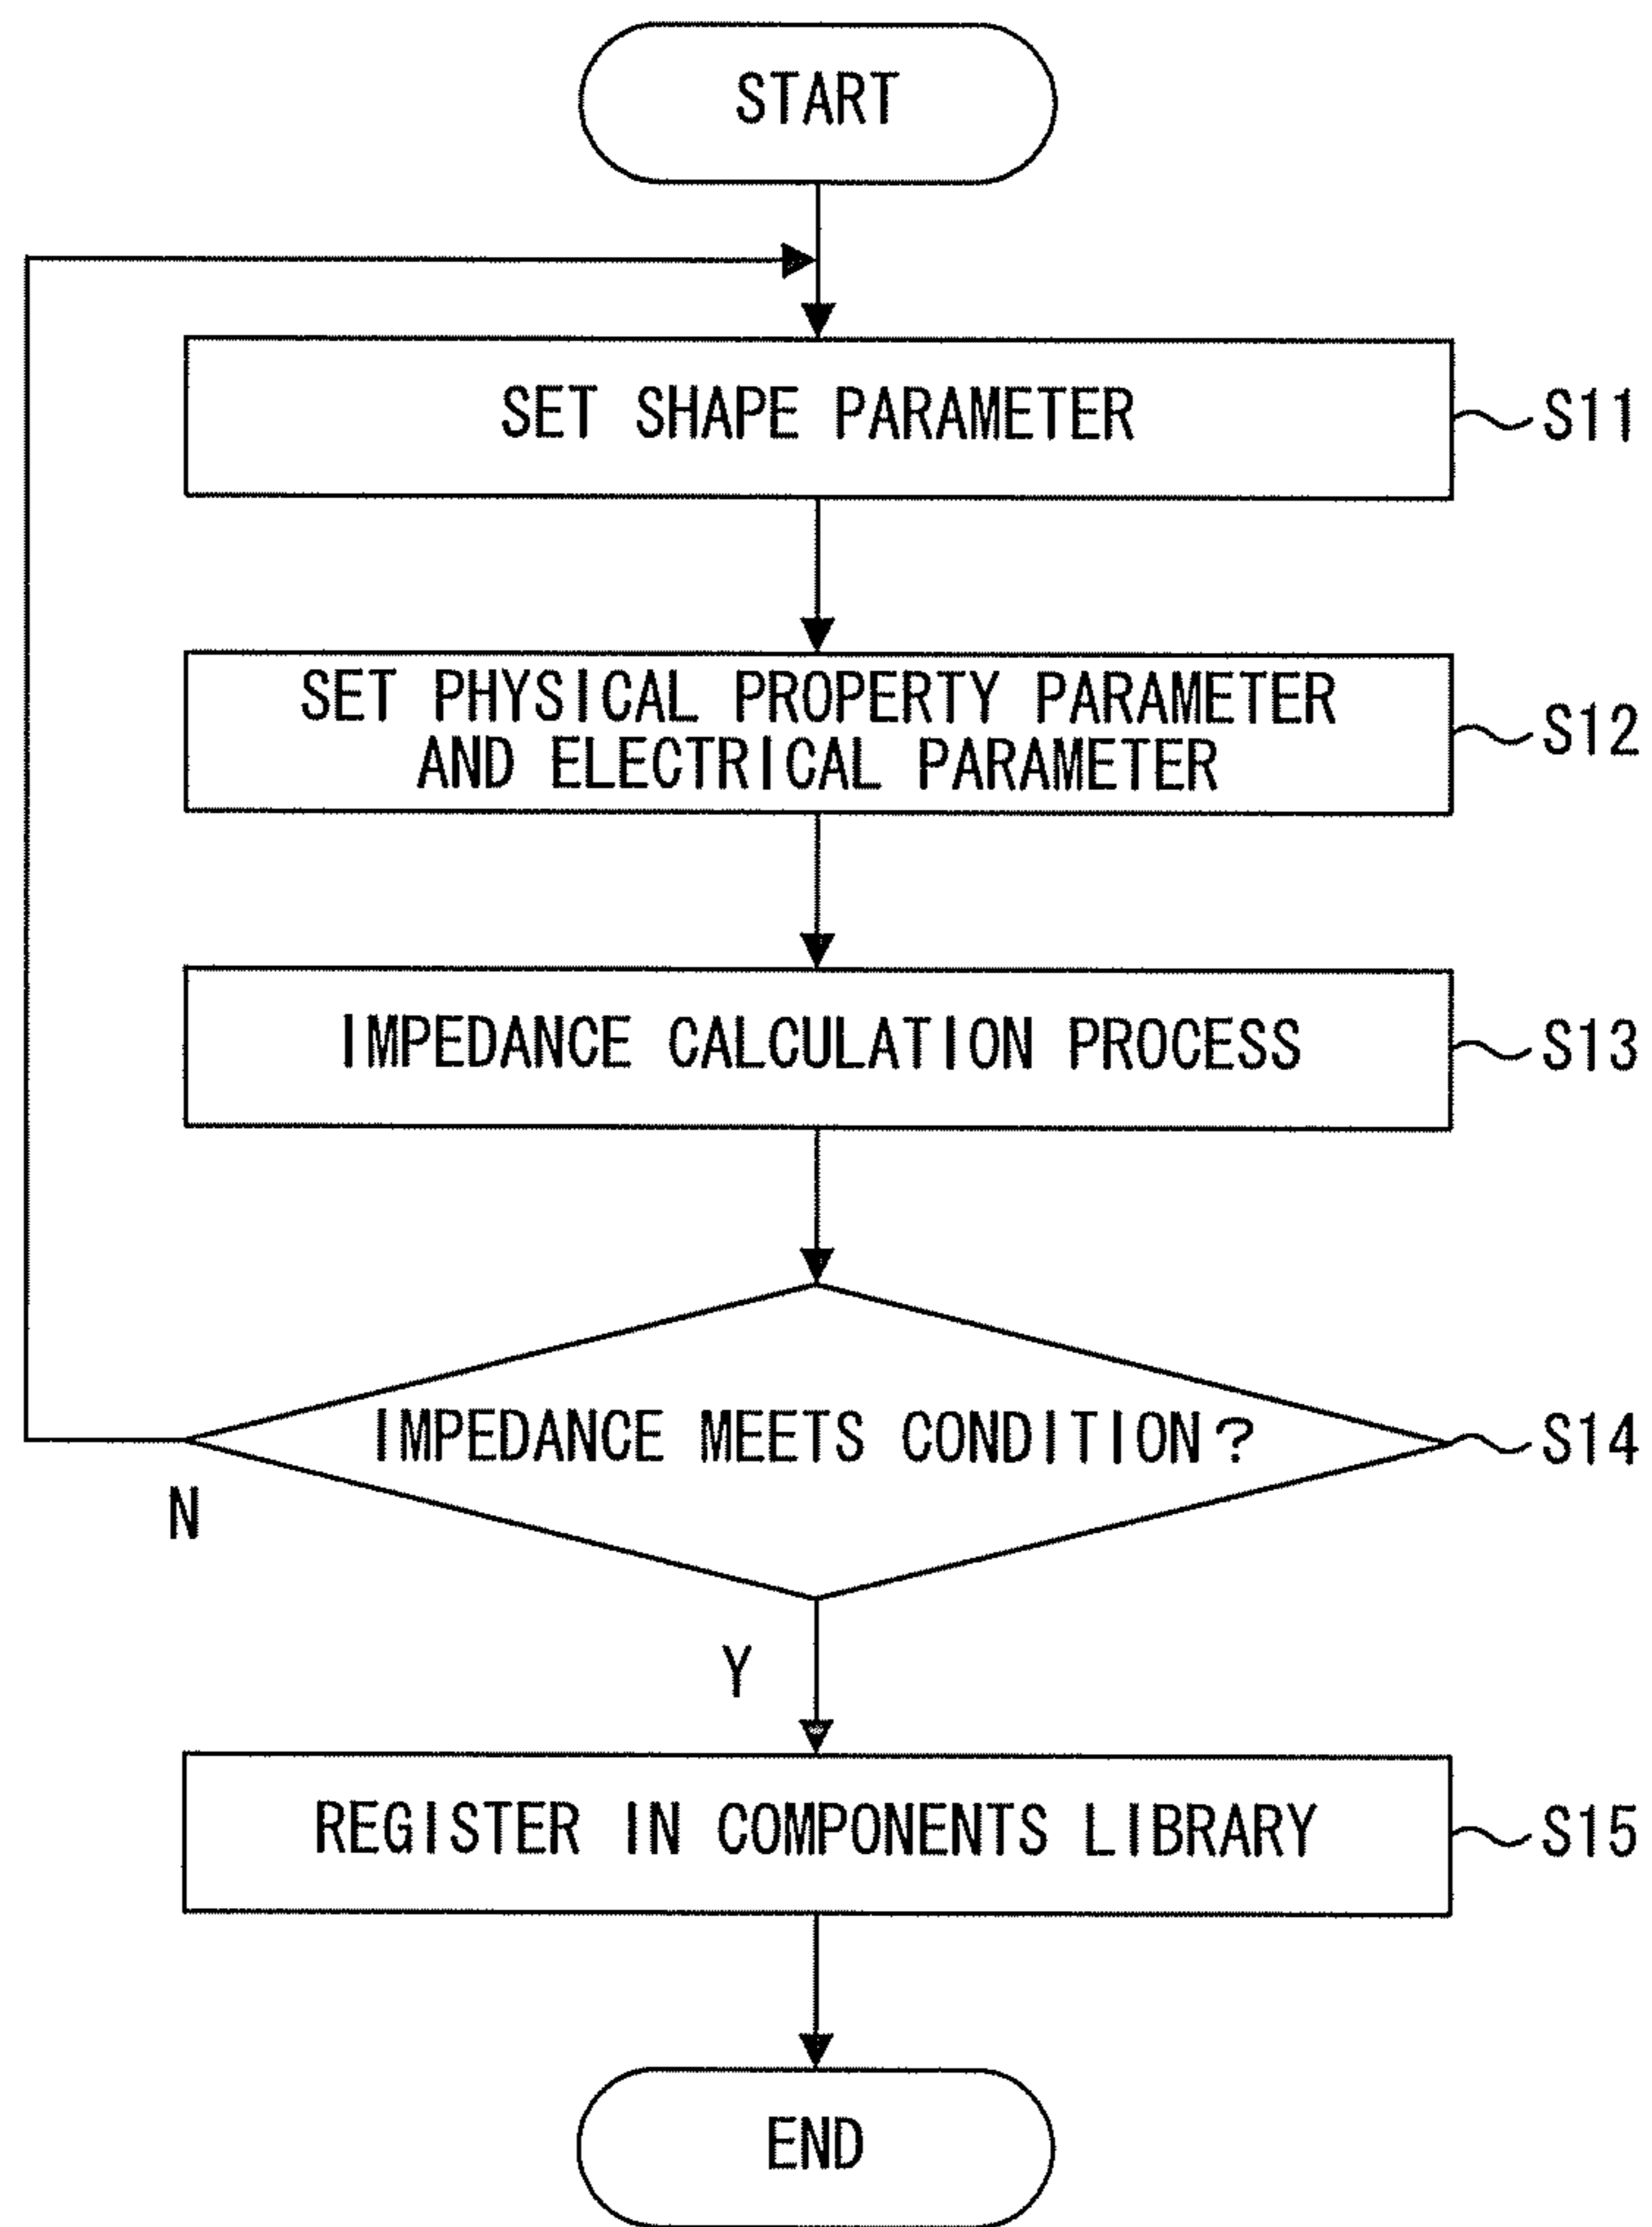 START
SET SHAPE PARAMETER
S11
SET PHYSICAL PROPERTY PARAMETER
AND ELECTRICAL PARAMETER
S12
IMPEDANCE CALCULATION PROCESS
S13
IMPEDANCE MEETS CONDITION?
S14
N
Y
REGISTER IN COMPONENTS LIBRARY
S15
END